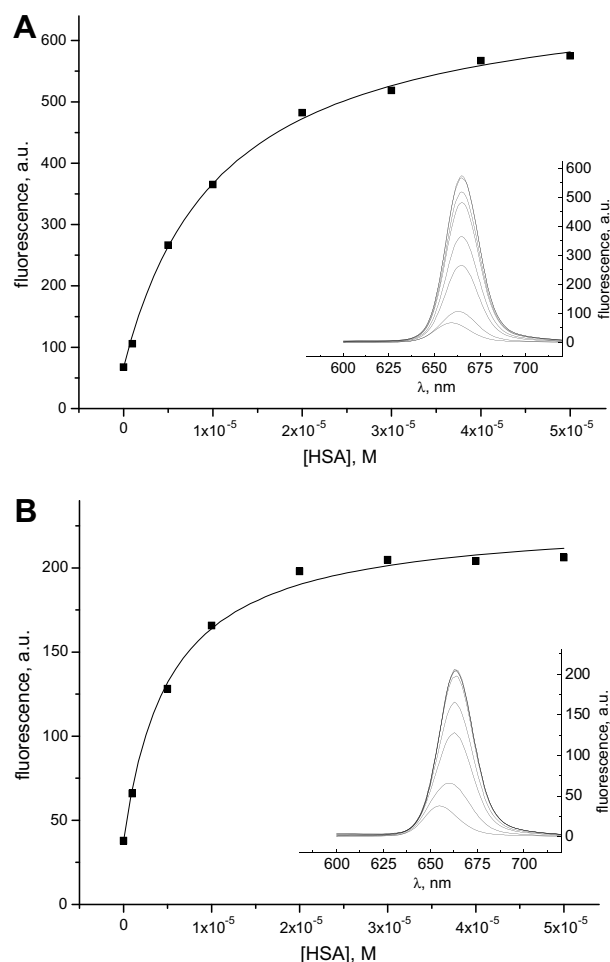 A
600
500
400
300
200
100
0
fluorescence, a.u.
0
1x10⁻⁵
2x10⁻⁵
3x10⁻⁵
4x10⁻⁵
5x10⁻⁵
[HSA], M
600
500
400
300
200
100
0
fluorescence, a.u.
600
625
650
675
700
λ, nm
B
200
150
100
50
0
fluorescence, a.u.
0
1x10⁻⁵
2x10⁻⁵
3x10⁻⁵
4x10⁻⁵
5x10⁻⁵
[HSA], M
200
150
100
50
0
fluorescence, a.u.
600
625
650
675
700
λ, nm